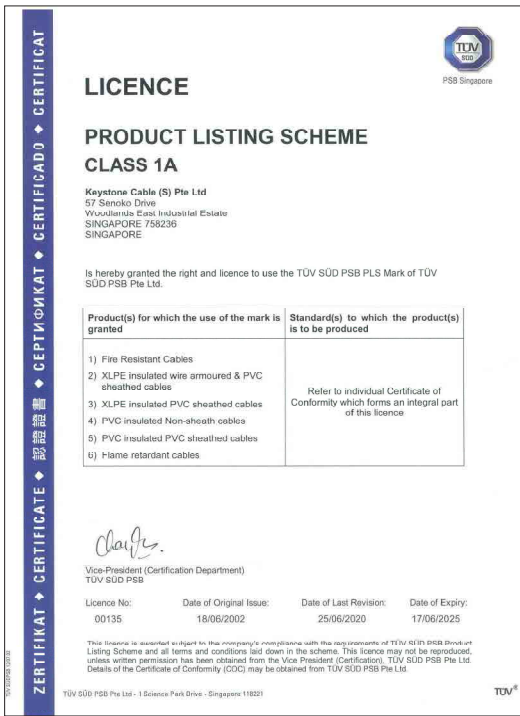 ZERTIFIKAT ◆ CERTIFICATE ◆ 認證證書 ◆ СЕРТИФИКАТ ◆ CERTIFICADO ◆ CERTIFICAT
TÜV
SÜD
PSB Singapore
LICENCE
PRODUCT LISTING SCHEME
CLASS 1A
Keystone Cable (S) Pte Ltd
57 Senoko Drive
Woodlands East Industrial Estate
SINGAPORE 758236
SINGAPORE
Is hereby granted the right and licence to use the TÜV SÜD PSB PLS Mark of TÜV
SÜD PSB Pte Ltd.
Product(s) for which the use of the mark is
granted
Standard(s) to which the product(s)
is to be produced
1) Fire Resistant Cables
2) XLPE insulated wire armoured & PVC
sheathed cables
3) XLPE insulated PVC sheathed cables
4) PVC insulated Non-sheath cables
5) PVC insulated PVC sheathed cables
6) Flame retardant cables
Refer to individual Certificate of
Conformity which forms an integral part
of this licence
Vice-President (Certification Department)
TÜV SÜD PSB
Licence No: Date of Original Issue: Date of Last Revision: Date of Expiry:
00135 18/06/2002 25/06/2020 17/06/2025
This licence is awarded subject to the company's compliance with the requirements of TÜV SÜD PSB Product
Listing Scheme and all terms and conditions laid down in the scheme. This licence may not be reproduced,
unless written permission has been obtained from the Vice President (Certification), TÜV SÜD PSB Pte Ltd.
Details of the Certificate of Conformity (COC) may be obtained from TÜV SÜD PSB Pte Ltd.
TÜV SÜD PSB Pte Ltd - 1 Science Park Drive - Singapore 118221
TÜV®